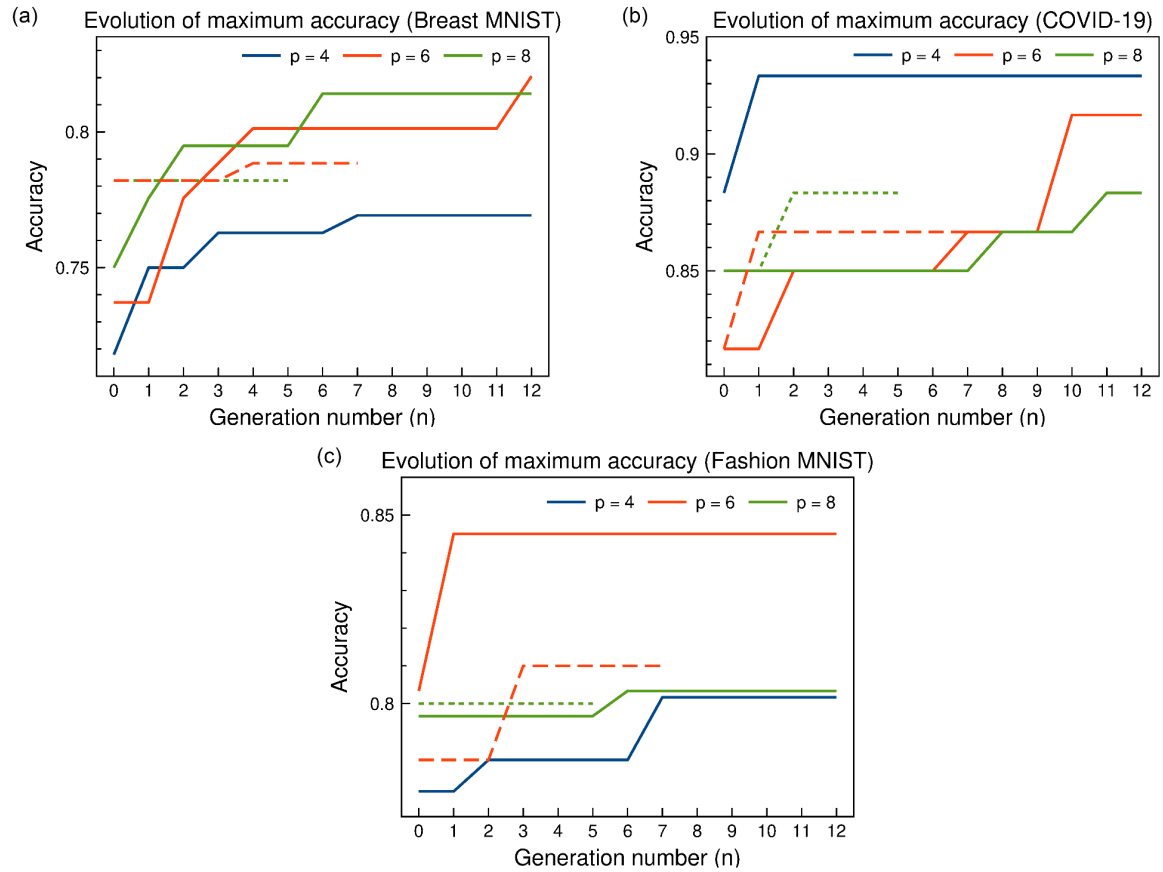 (a)
Evolution of maximum accuracy (Breast MNIST)
p = 4 p = 6 p = 8
0.8
0.75
Accuracy
0 1 2 3 4 5 6 7 8 9 10 11 12
Generation number (n)
(b)
Evolution of maximum accuracy (COVID-19)
0.95
p = 4 p = 6 p = 8
0.9
0.85
Accuracy
0 1 2 3 4 5 6 7 8 9 10 11 12
Generation number (n)
(c)
Evolution of maximum accuracy (Fashion MNIST)
p = 4 p = 6 p = 8
0.85
0.8
Accuracy
0 1 2 3 4 5 6 7 8 9 10 11 12
Generation number (n)